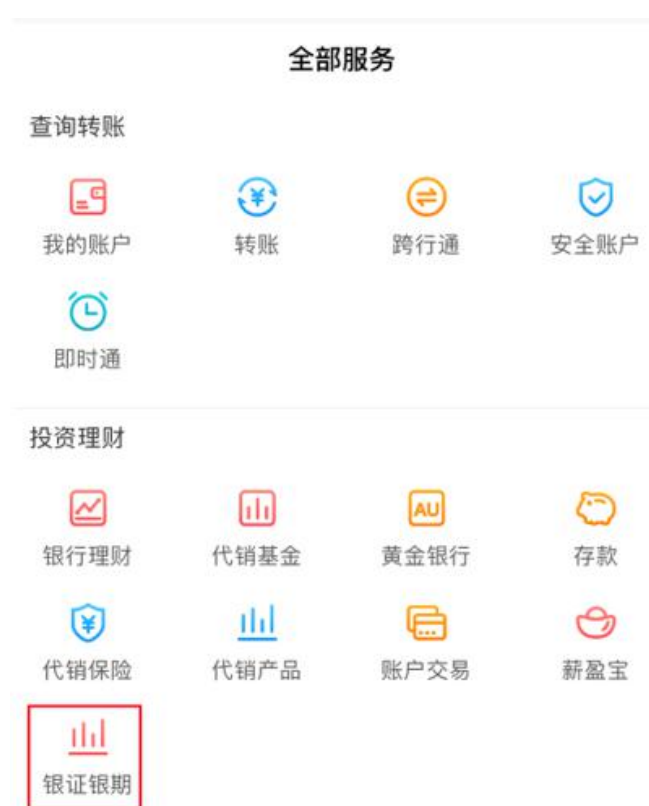 全部服务
查询转账
我的账户 转账 跨行通 安全账户
即时通
投资理财
AU
银行理财 代销基金 黄金银行 存款
¥
代销保险 代销产品 账户交易 薪盈宝
银证银期